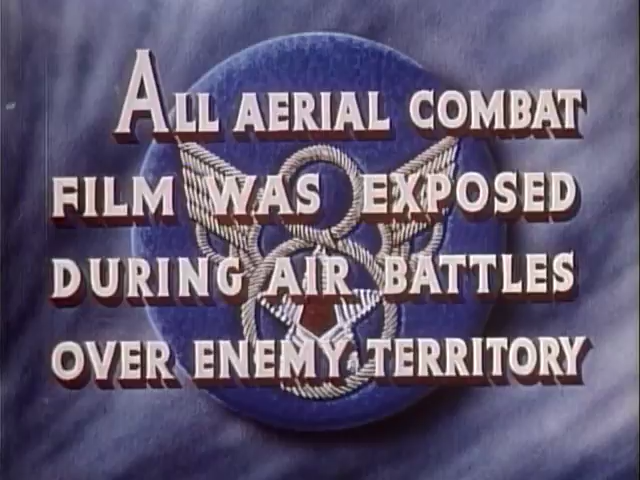 ALL AERIAL COMBAT
FILM WAS EXPOSED
DURING AIR BATTLES
OVER ENEMY TERRITORY